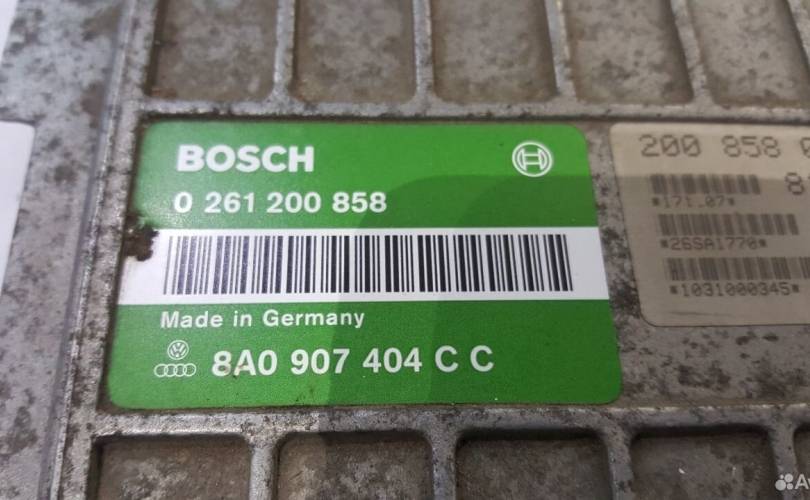 BOSCH
0 261 200 858
Made in Germany
8A0 907 404 C C
200 858
*171.07*
*26SA1770*
*1031000345*